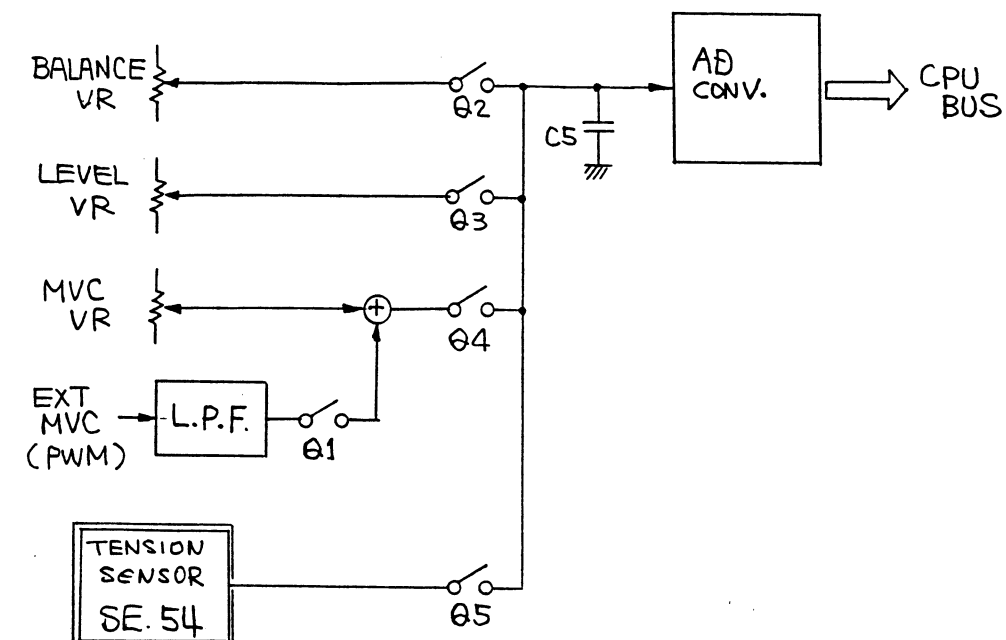 BALANCE
VR
Q2
C5
AD
CONV.
CPU
BUS
LEVEL
VR
Q3
MVC
VR
+
Q4
EXT
MVC
(PWM)
L.P.F.
Q1
TENSION
SENSOR
SE.54
Q5